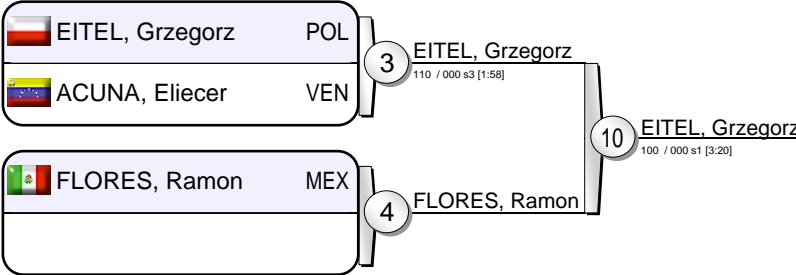 EITEL, Grzegorz POL
ACUNA, Eliecer VEN
3
EITEL, Grzegorz
110 / 000 s3 [1:58]
FLORES, Ramon MEX
4
FLORES, Ramon
10
EITEL, Grzegorz
100 / 000 s1 [3:20]